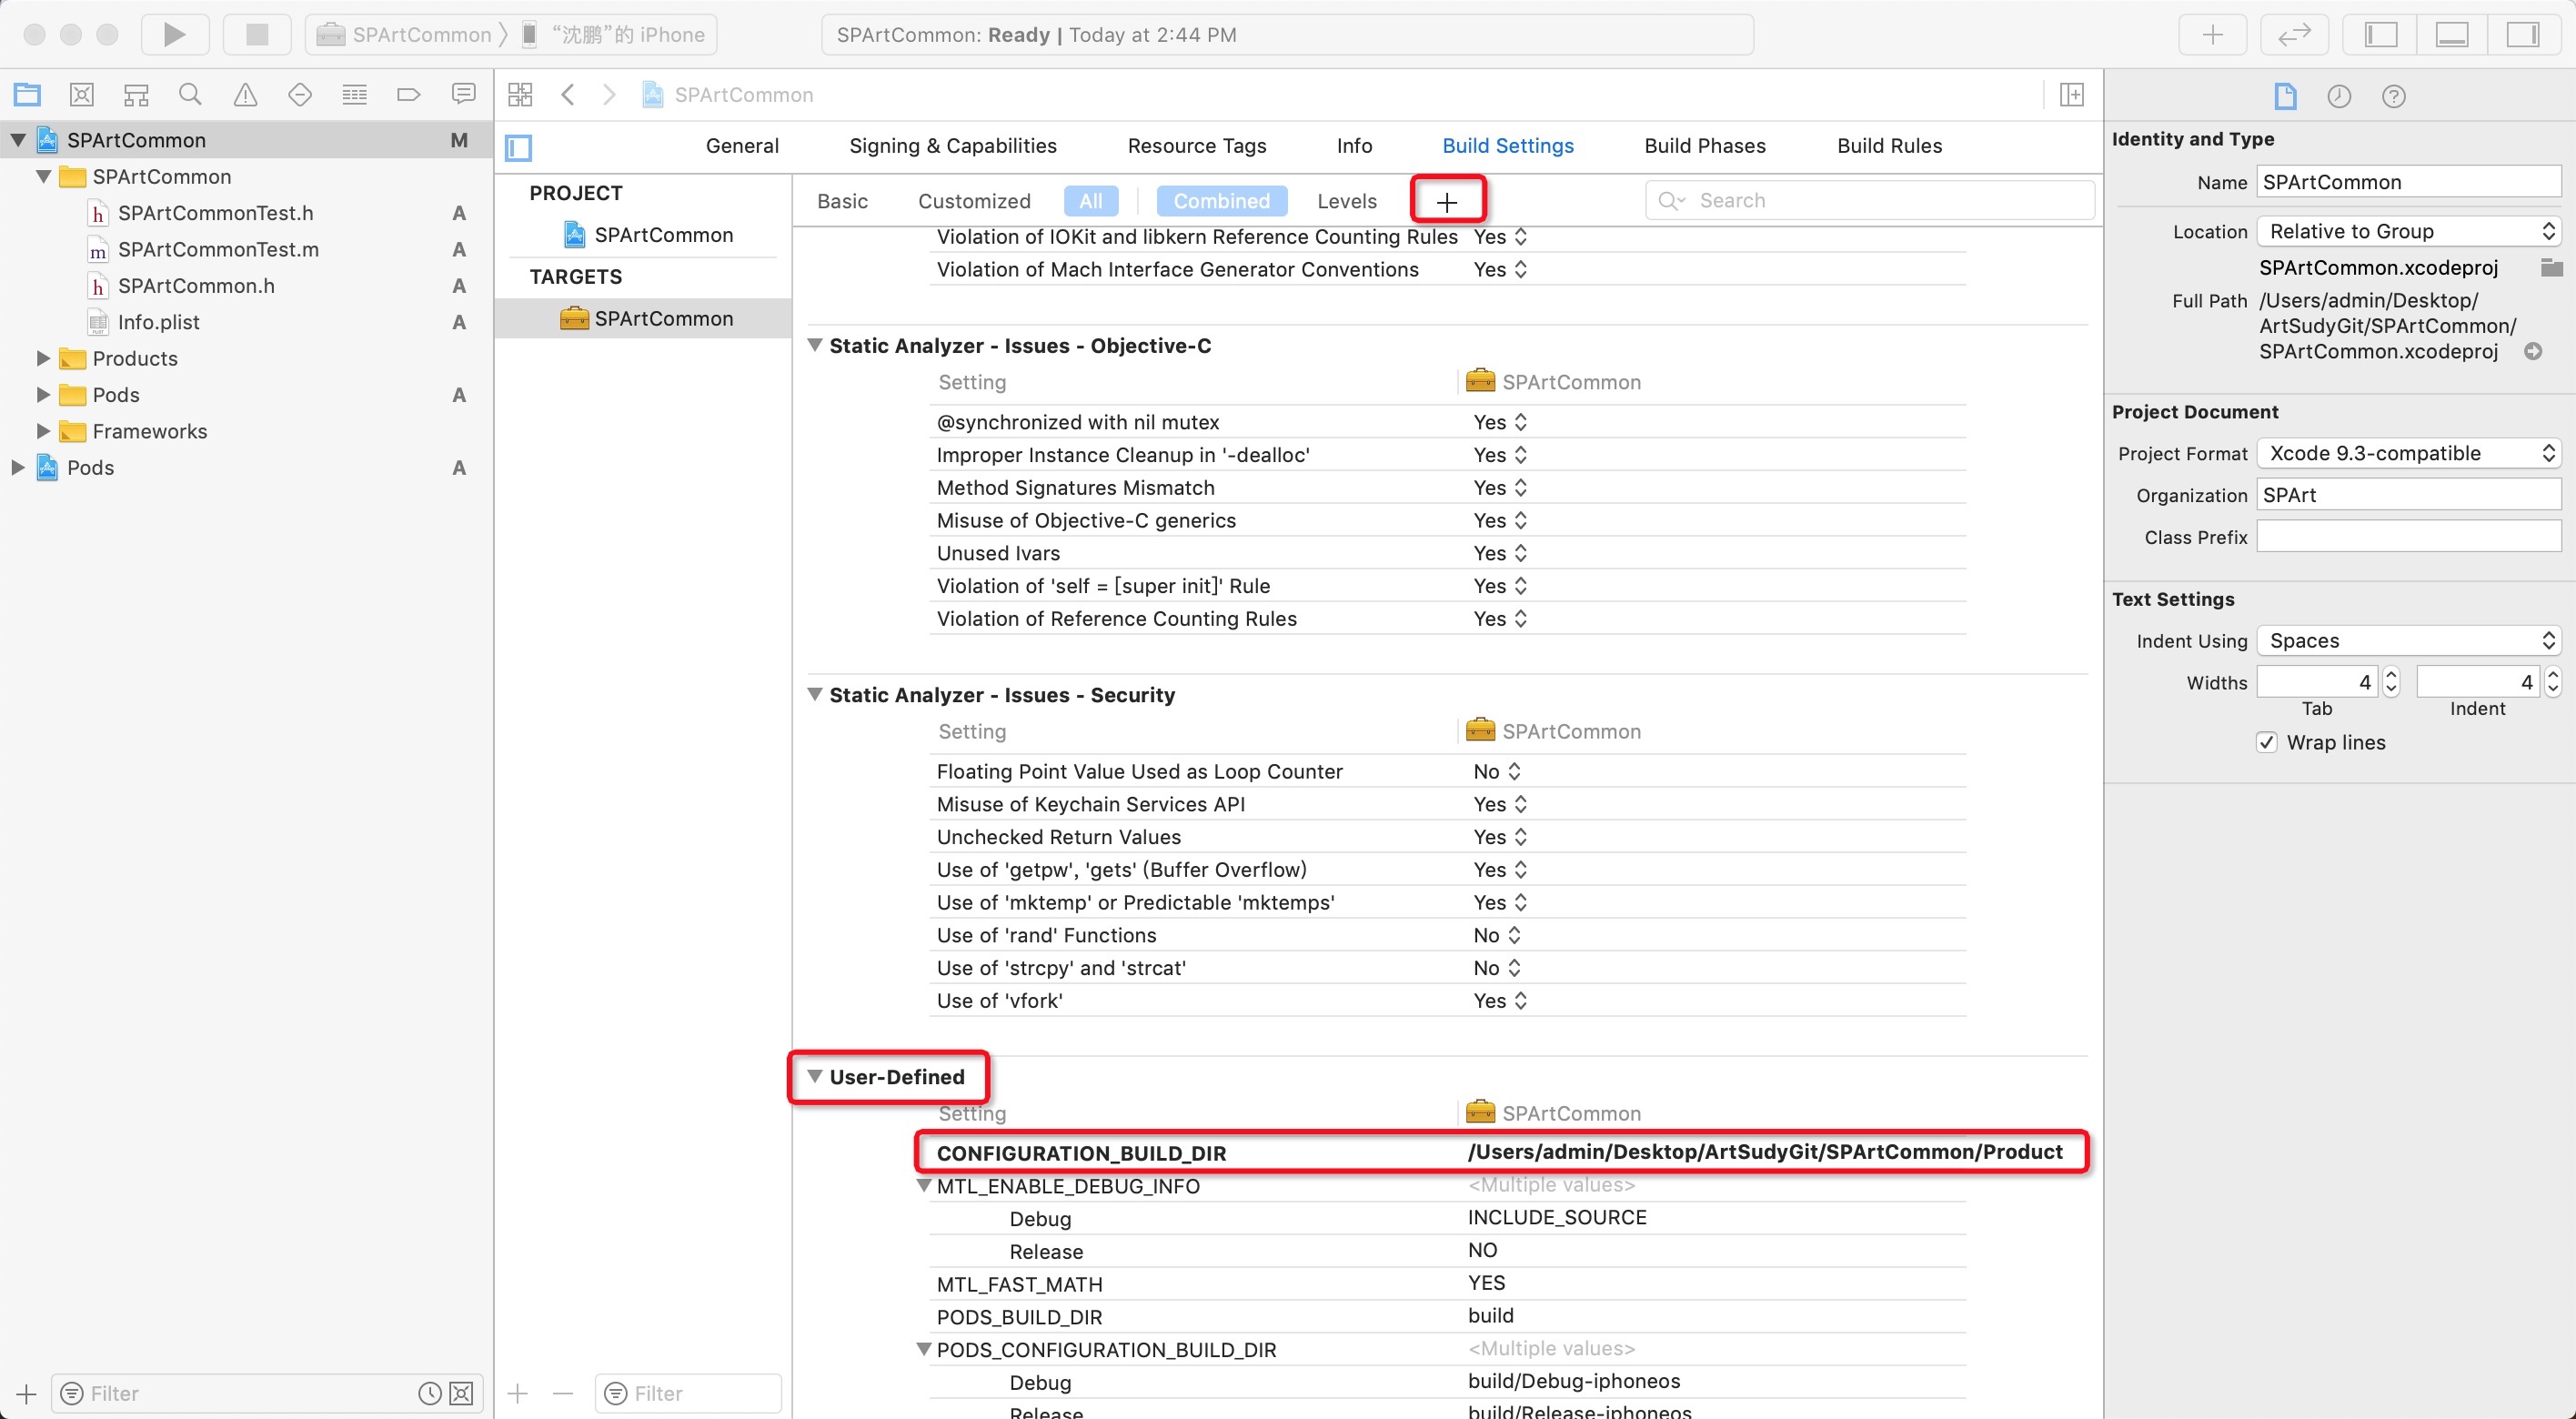 SPArtCommon 〉 “沈鹏”的 iPhone
SPArtCommon: Ready | Today at 2:44 PM
SPArtCommon M
SPArtCommon
SPArtCommonTest.h A
SPArtCommonTest.m A
SPArtCommon.h A
Info.plist A
Products
Pods A
Frameworks
Pods A
Filter
SPArtCommon
General Signing & Capabilities Resource Tags Info Build Settings Build Phases Build Rules
PROJECT
SPArtCommon
TARGETS
SPArtCommon
Filter
Basic Customized All Combined Levels + Search
Violation of IOKit and libkern Reference Counting Rules Yes
Violation of Mach Interface Generator Conventions Yes
Static Analyzer - Issues - Objective-C
Setting SPArtCommon
@synchronized with nil mutex Yes
Improper Instance Cleanup in '-dealloc' Yes
Method Signatures Mismatch Yes
Misuse of Objective-C generics Yes
Unused Ivars Yes
Violation of 'self = [super init]' Rule Yes
Violation of Reference Counting Rules Yes
Static Analyzer - Issues - Security
Setting SPArtCommon
Floating Point Value Used as Loop Counter No
Misuse of Keychain Services API Yes
Unchecked Return Values Yes
Use of 'getpw', 'gets' (Buffer Overflow) Yes
Use of 'mktemp' or Predictable 'mktemps' Yes
Use of 'rand' Functions No
Use of 'strcpy' and 'strcat' No
Use of 'vfork' Yes
User-Defined
Setting SPArtCommon
CONFIGURATION_BUILD_DIR /Users/admin/Desktop/ArtSudyGit/SPArtCommon/Product
MTL_ENABLE_DEBUG_INFO <Multiple values>
Debug INCLUDE_SOURCE
Release NO
MTL_FAST_MATH YES
PODS_BUILD_DIR build
PODS_CONFIGURATION_BUILD_DIR <Multiple values>
Debug build/Debug-iphoneos
Release build/Release-iphoneos
Identity and Type
Name SPArtCommon
Location Relative to Group
SPArtCommon.xcodeproj
Full Path /Users/admin/Desktop/
ArtSudyGit/SPArtCommon/
SPArtCommon.xcodeproj
Project Document
Project Format Xcode 9.3-compatible
Organization SPArt
Class Prefix
Text Settings
Indent Using Spaces
Widths 4 4
Tab Indent
Wrap lines